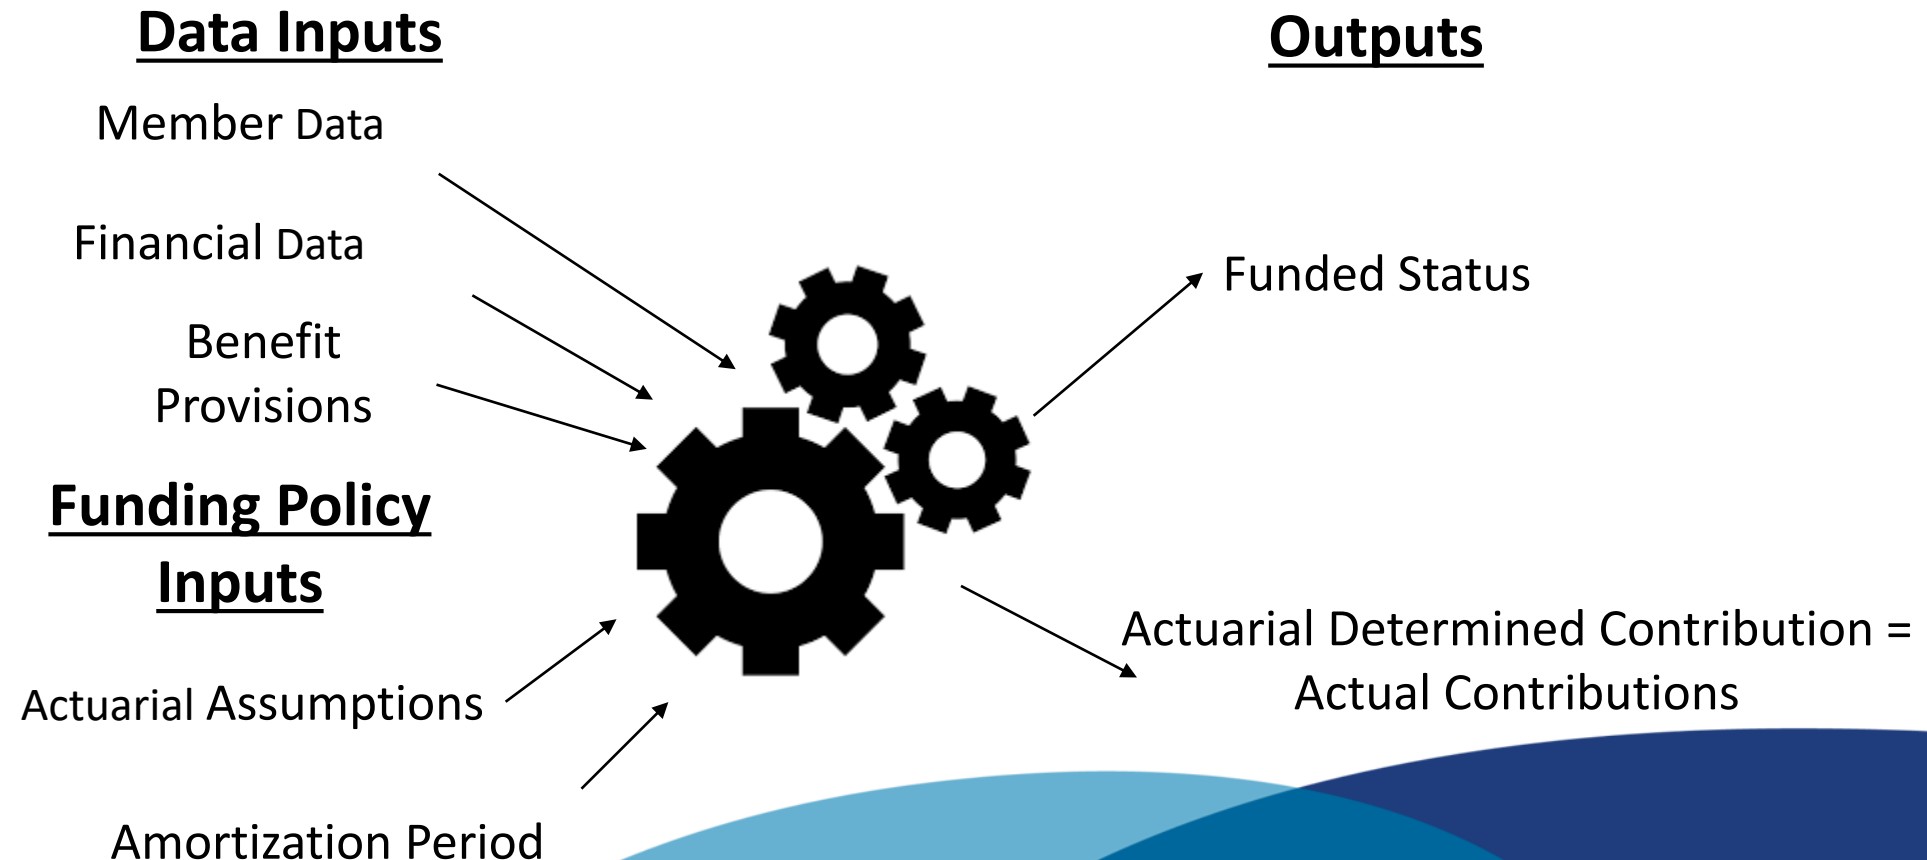 Data Inputs
Member Data
Financial Data
Benefit
Provisions
Funding Policy
Inputs
Actuarial Assumptions
Amortization Period
Outputs
Funded Status
Actuarial Determined Contribution =
Actual Contributions